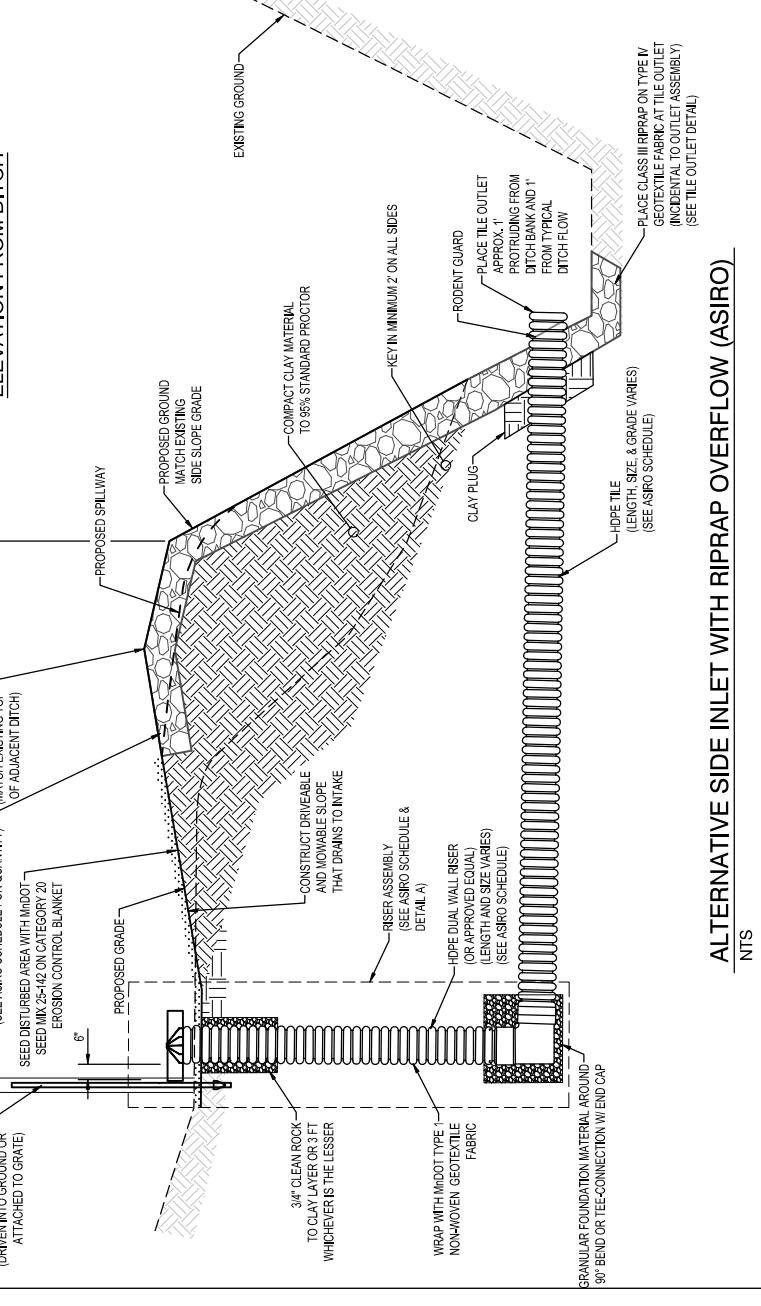 ELEVATION FROM DITCH
(DRIVEN INTO GROUND OR
ATTACHED TO GRATE)
6"
SEED DISTURBED AREA WITH MnDOT
SEED MIX 25-142 ON CATEGORY 20
EROSION CONTROL BLANKET
OF ADJACENT DITCH)
PROPOSED GRADE
PROPOSED SPILLWAY
PROPOSED GROUND
MATCH EXISTING
SIDE SLOPE GRADE
EXISTING GROUND
CONSTRUCT DRIVEABLE
AND MOWABLE SLOPE
THAT DRAINS TO INTAKE
COMPACT CLAY MATERIAL
TO 95% STANDARD PROCTOR
KEY IN MINIMUM 2' ON ALL SIDES
RODENT GUARD
PLACE TILE OUTLET
APPROX. 1'
PROTRUDING FROM
DITCH BANK AND 1'
FROM TYPICAL
DITCH FLOW
PLACE CLASS III RIPRAP ON TYPE IV
GEOTEXTILE FABRIC AT TILE OUTLET
(INCIDENTAL TO OUTLET ASSEMBLY)
(SEE TILE OUTLET DETAIL)
3/4" CLEAN ROCK
TO CLAY LAYER OR 3 FT
WHICHEVER IS THE LESSER
RISER ASSEMBLY
(SEE ASIRO SCHEDULE &
DETAIL A)
HDPE DUAL WALL RISER
(OR APPROVED EQUAL)
(LENGTH AND SIZE VARIES)
(SEE ASIRO SCHEDULE)
CLAY PLUG
HDPE TILE
(LENGTH, SIZE, & GRADE VARIES)
(SEE ASIRO SCHEDULE)
WRAP WITH MnDOT TYPE 1
NON-WOVEN GEOTEXTILE
FABRIC
GRANULAR FOUNDATION MATERIAL AROUND
90° BEND OR TEE-CONNECTION W/ END CAP
ALTERNATIVE SIDE INLET WITH RIPRAP OVERFLOW (ASIRO)
NTS